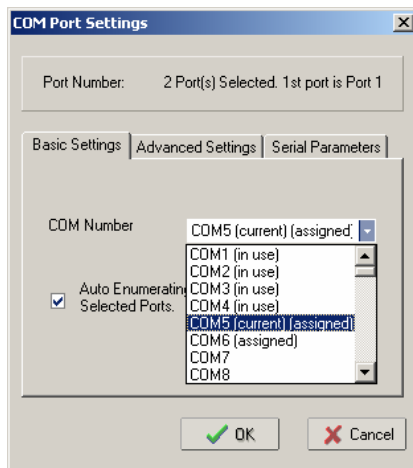 COM Port Settings
Port Number: 2 Port(s) Selected. 1st port is Port 1
Basic Settings Advanced Settings Serial Parameters
COM Number COM5 (current) (assigned)
COM1 (in use)
COM2 (in use)
Auto Enumerating COM3 (in use)
Selected Ports. COM4 (in use)
COM5 (current) (assigned)
COM6 (assigned)
COM7
COM8
OK Cancel